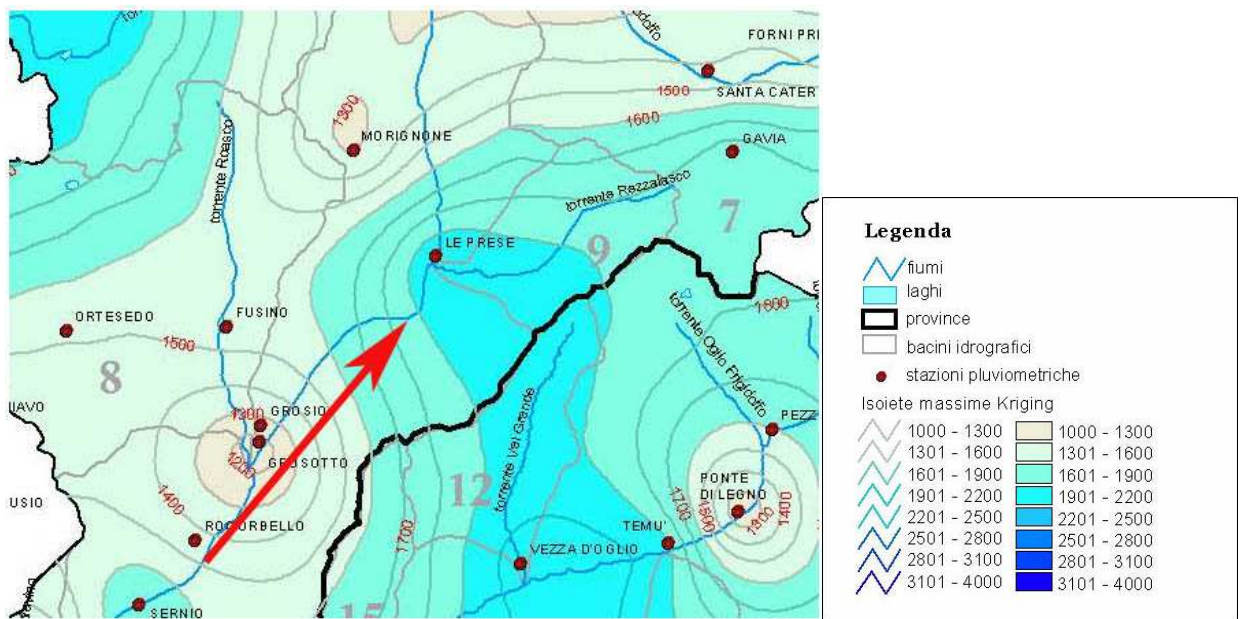 FORNI PRE
SANTA CATER
1500
1600
1300
MORIGNONE
GAVIA
torrente Roasco
torrente Rezzalasco
7
LE PRESE
9
1800
ORTESEDO
FUSINO
1500
8
torrente Oglio Frigidolfo
1300
GROSIO
GROSOTTO
1200
torrente Val Grande
PEZZ
12
PONTE
DI LEGNO
1700
1500
1300
1400
USIO
1400
ROGORBELLO
1700
TEMU'
VEZZA D'OGLIO
15
SERNIO
Legenda
fiumi
laghi
province
bacini idrografici
stazioni pluviometriche
Isoiete massime Kriging
1000 - 1300 1000 - 1300
1301 - 1600 1301 - 1600
1601 - 1900 1601 - 1900
1901 - 2200 1901 - 2200
2201 - 2500 2201 - 2500
2501 - 2800 2501 - 2800
2801 - 3100 2801 - 3100
3101 - 4000 3101 - 4000